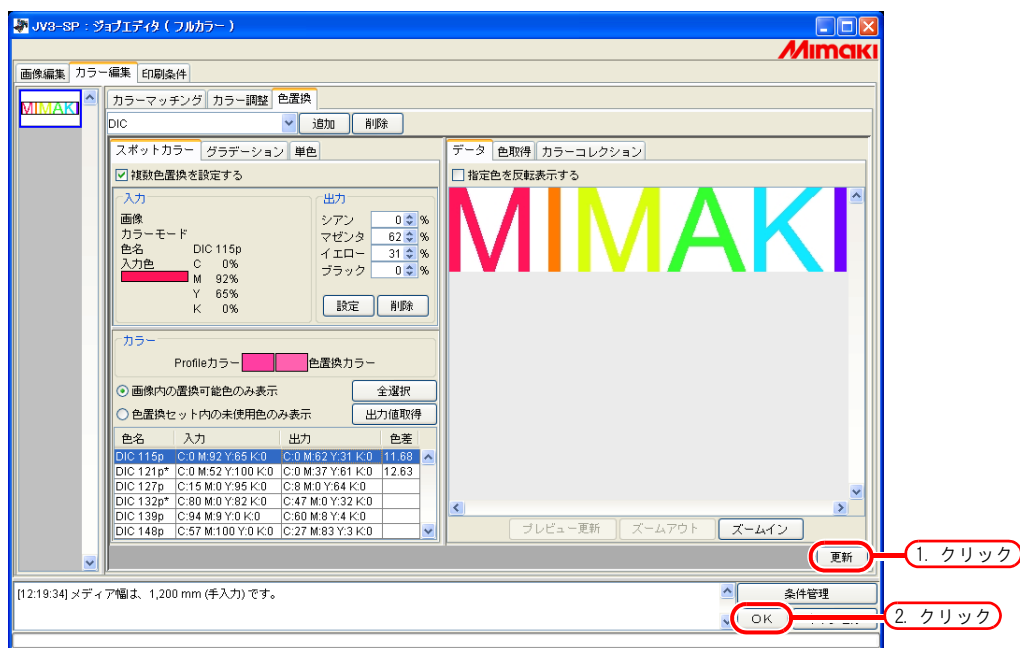 JV3-SP : ジョブエディタ ( フルカラー )
Mimaki
画像編集 カラー編集 印刷条件
MIMAKI
カラーマッチング カラー調整 色置換
DIC 追加 削除
スポットカラー グラデーション 単色
複数色置換を設定する
入力
画像
カラーモード
色名 DIC 115p
入力色 C 0%
M 92%
Y 65%
K 0%
出力
シアン 0 %
マゼンタ 62 %
イエロー 31 %
ブラック 0 %
設定 削除
カラー
Profileカラー 色置換カラー
画像内の置換可能色のみ表示 全選択
色置換セット内の未使用色のみ表示 出力値取得
色名 入力 出力 色差
DIC 115p C:0 M:92 Y:65 K:0 C:0 M:62 Y:31 K:0 11.68
DIC 121p* C:0 M:52 Y:100 K:0 C:0 M:37 Y:61 K:0 12.63
DIC 127p C:15 M:0 Y:95 K:0 C:8 M:0 Y:64 K:0
DIC 132p* C:80 M:0 Y:82 K:0 C:47 M:0 Y:32 K:0
DIC 139p C:94 M:9 Y:0 K:0 C:60 M:8 Y:4 K:0
DIC 148p C:57 M:100 Y:0 K:0 C:27 M:83 Y:3 K:0
データ 色取得 カラーコレクション
指定色を反転表示する
MIMAKI
プレビュー更新 ズームアウト ズームイン
更新
1. クリック
[12:19:34] メディア幅は、1,200 mm (手入力) です。
条件管理
OK
2. クリック